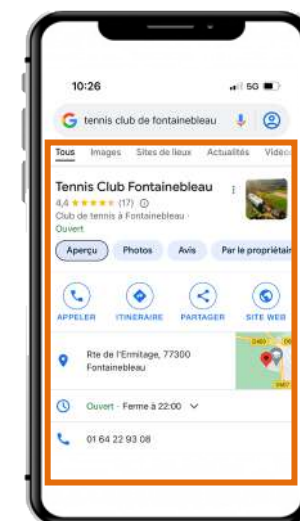 10:26
5G
tennis club de fontainebleau
Tous Images Sites de lieux Actualités Vidéo
Tennis Club Fontainebleau
4,4 (17)
Club de tennis à Fontainebleau ·
Ouvert
Aperçu Photos Avis Par le propriétair
APPELER ITINÉRAIRE PARTAGER SITE WEB
Rte de l'Ermitage, 77300
Fontainebleau
Ouvert · Ferme à 22:00
01 64 22 93 08